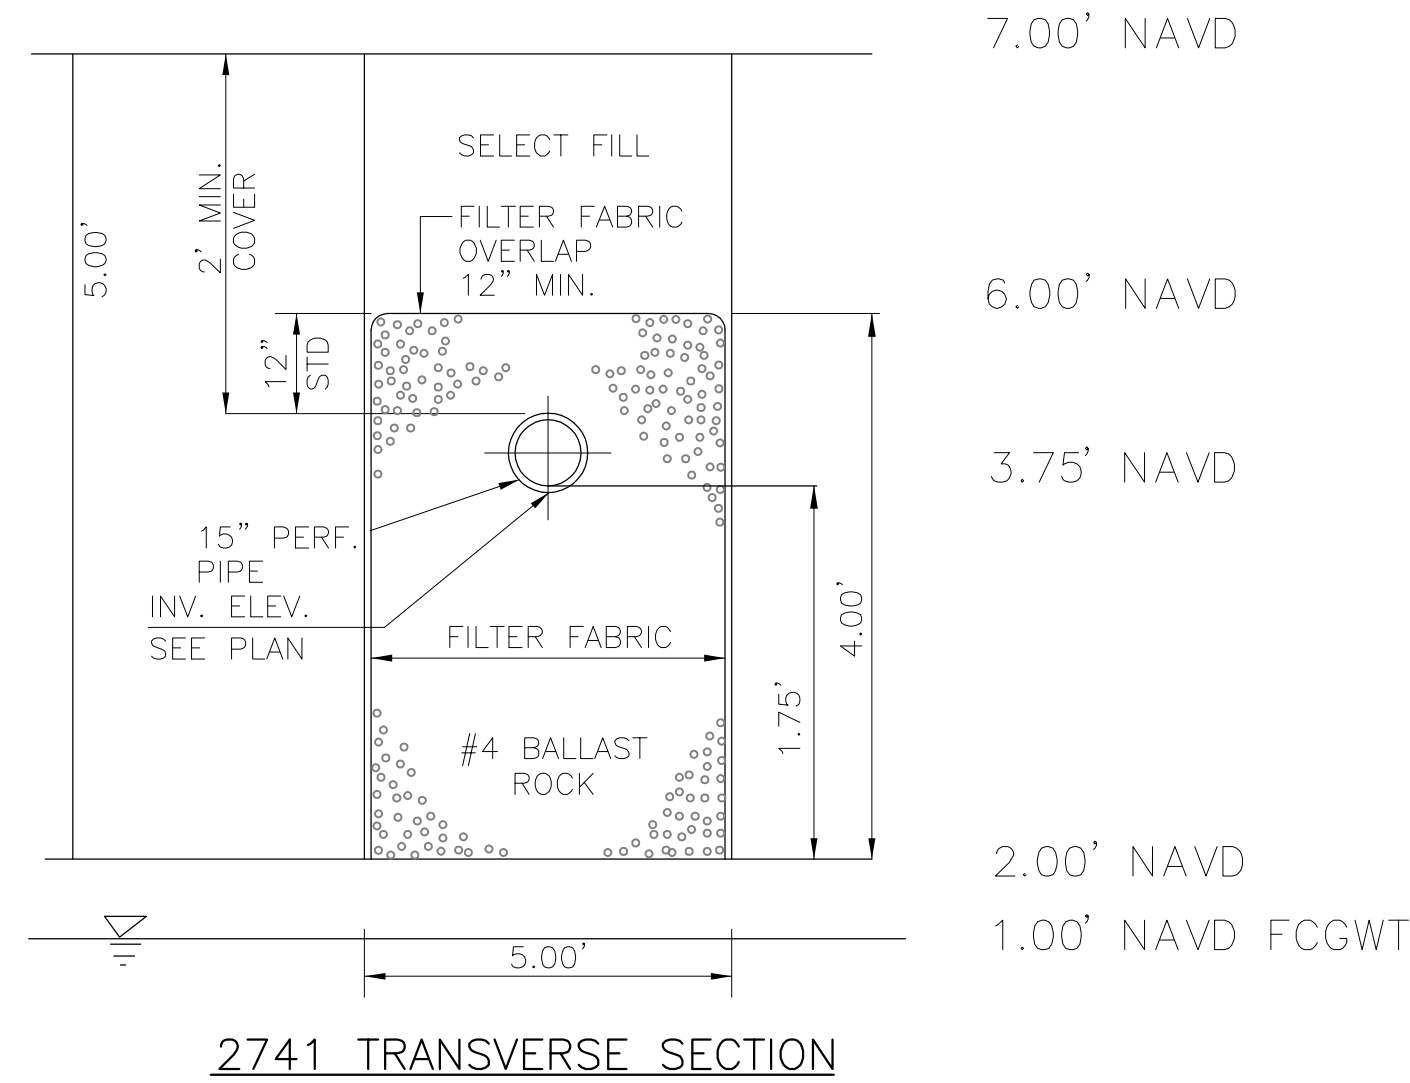 7.00' NAVD
SELECT FILL
2' MIN.
COVER
5.00'
FILTER FABRIC
OVERLAP
12" MIN.
6.00' NAVD
12"
STD
3.75' NAVD
15" PERF.
PIPE
INV. ELEV.
SEE PLAN
FILTER FABRIC
4.00'
1.75'
#4 BALLAST
ROCK
2.00' NAVD
1.00' NAVD FCGWT
5.00'
2741 TRANSVERSE SECTION